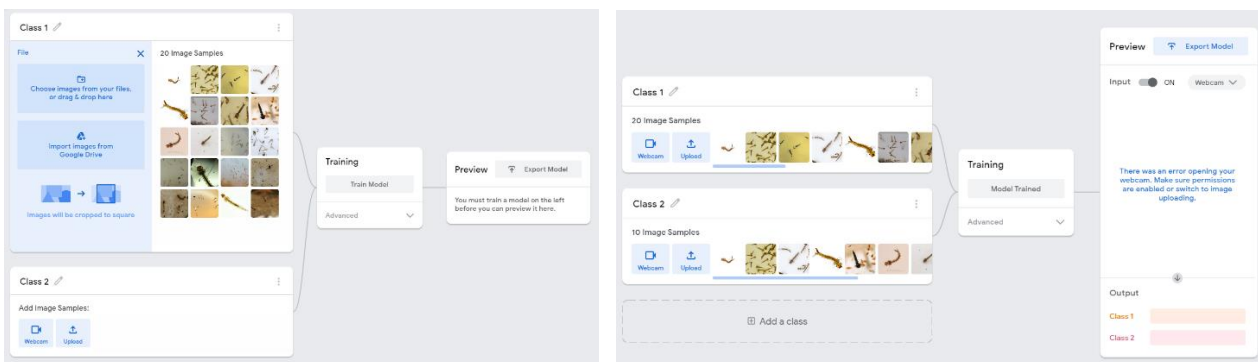 Class 1
File
20 Image Samples
Choose images from your files,
or drag & drop here
Import images from
Google Drive
Images will be cropped to square
Class 2
Add Image Samples:
Webcam
Upload
Training
Train Model
Advanced
Preview
Export Model
You must train a model on the left
before you can preview it here.
Class 1
20 Image Samples
Webcam
Upload
Class 2
10 Image Samples
Webcam
Upload
Add a class
Training
Model Trained
Advanced
Preview
Export Model
Input
ON
Webcam
There was an error opening your
webcam. Make sure permissions
are enabled or switch to image
uploading.
Output
Class 1
Class 2